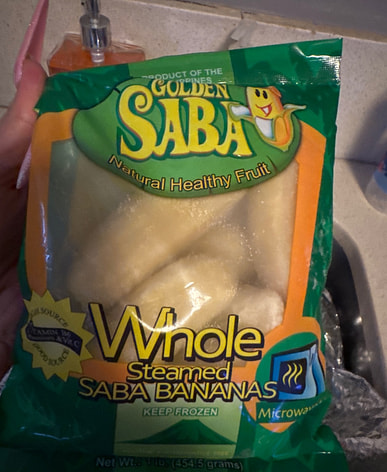 PRODUCT OF THE
GOLDEN
SABA
Natural Healthy Fruit
Whole
Steamed
SABA BANANAS
KEEP FROZEN
Net Wt. (454.5 grams)